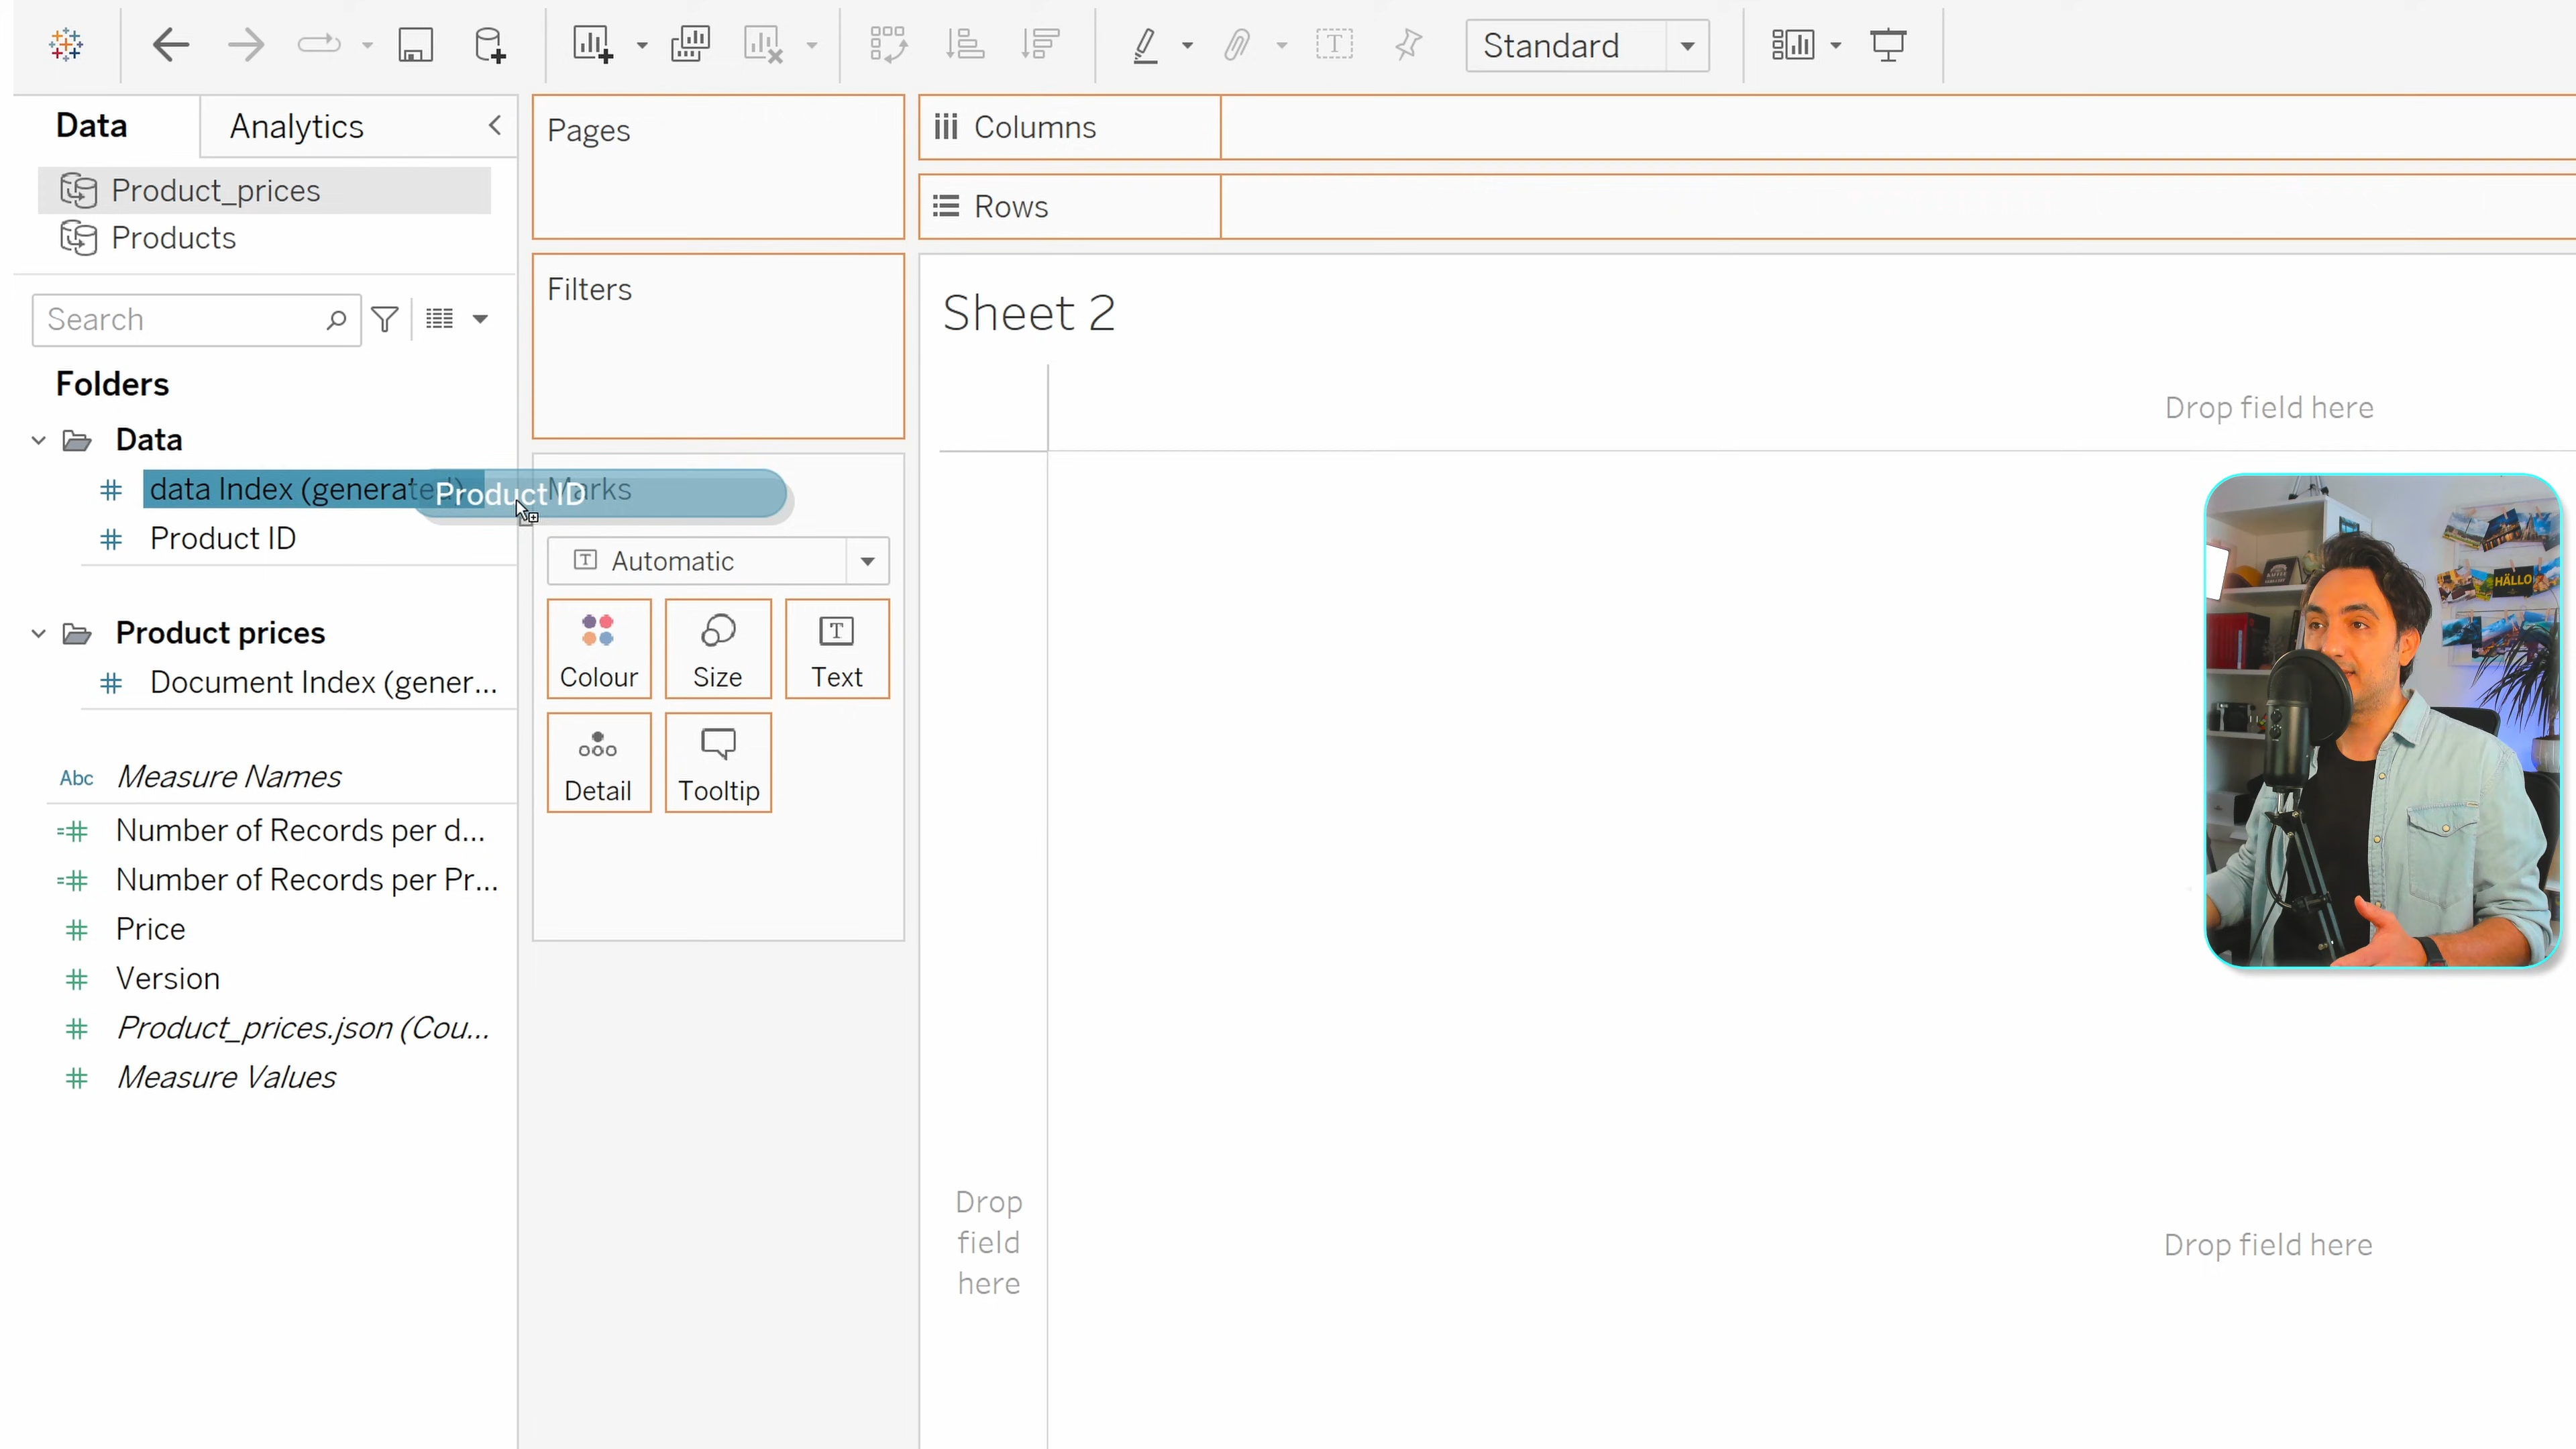 Standard
Data
Analytics
Product_prices
Products
Search
Folders
Data
data Index (generate
Product ID
Product prices
Document Index (gener...
Abc Measure Names
Number of Records per d...
Number of Records per Pr...
Price
Version
Product_prices.json (Cou...
Measure Values
Pages
Filters
Marks
Product ID
Automatic
Colour
Size
Text
Detail
Tooltip
Columns
Rows
Sheet 2
Drop field here
Drop
field
here
Drop field here
HÄLLO